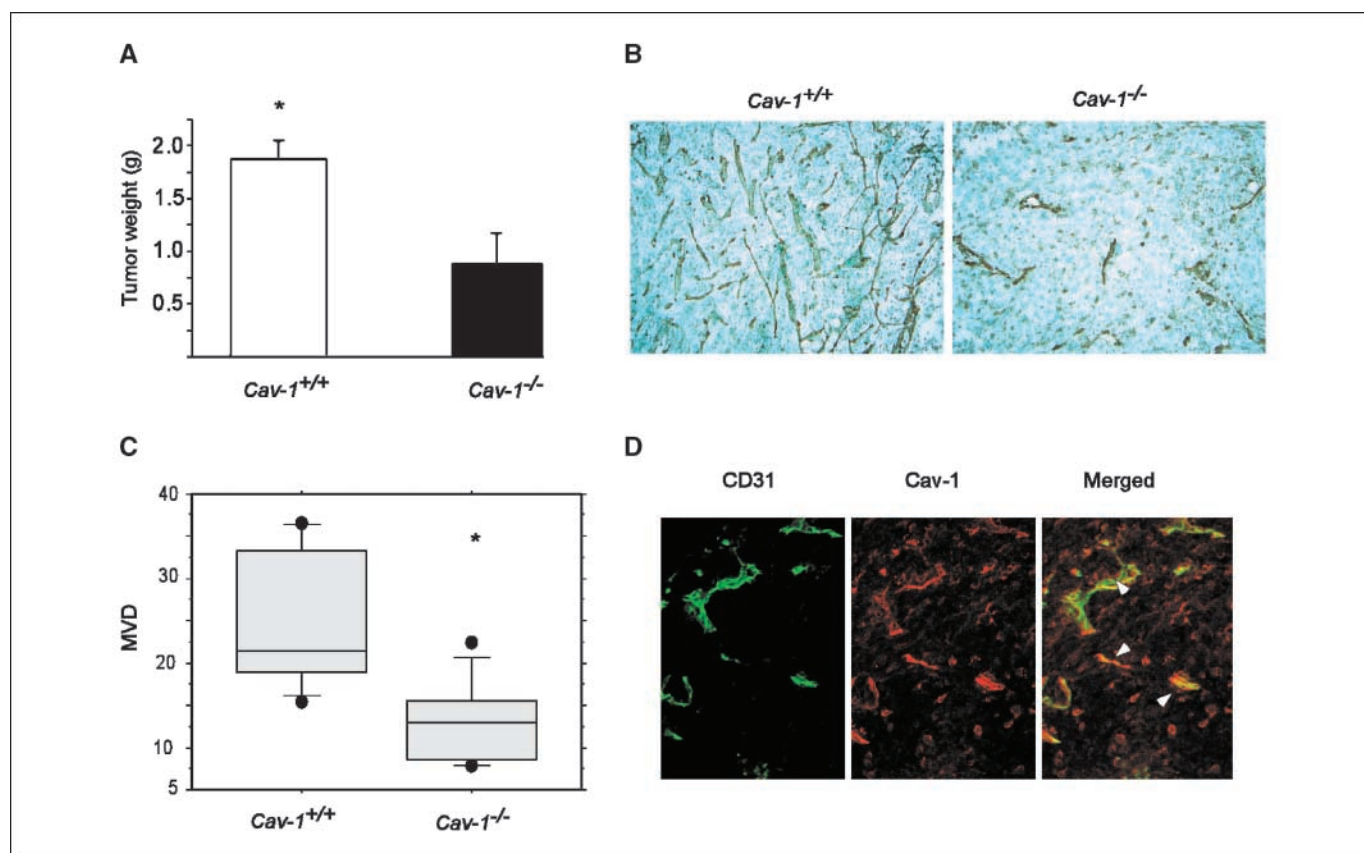 A
*
Tumor weight (g)
2.0
1.5
1.0
0.5
Cav-1+/+
Cav-1-/-
B
Cav-1+/+
Cav-1-/-
C
*
MVD
40
30
20
10
5
Cav-1+/+
Cav-1-/-
D
CD31
Cav-1
Merged